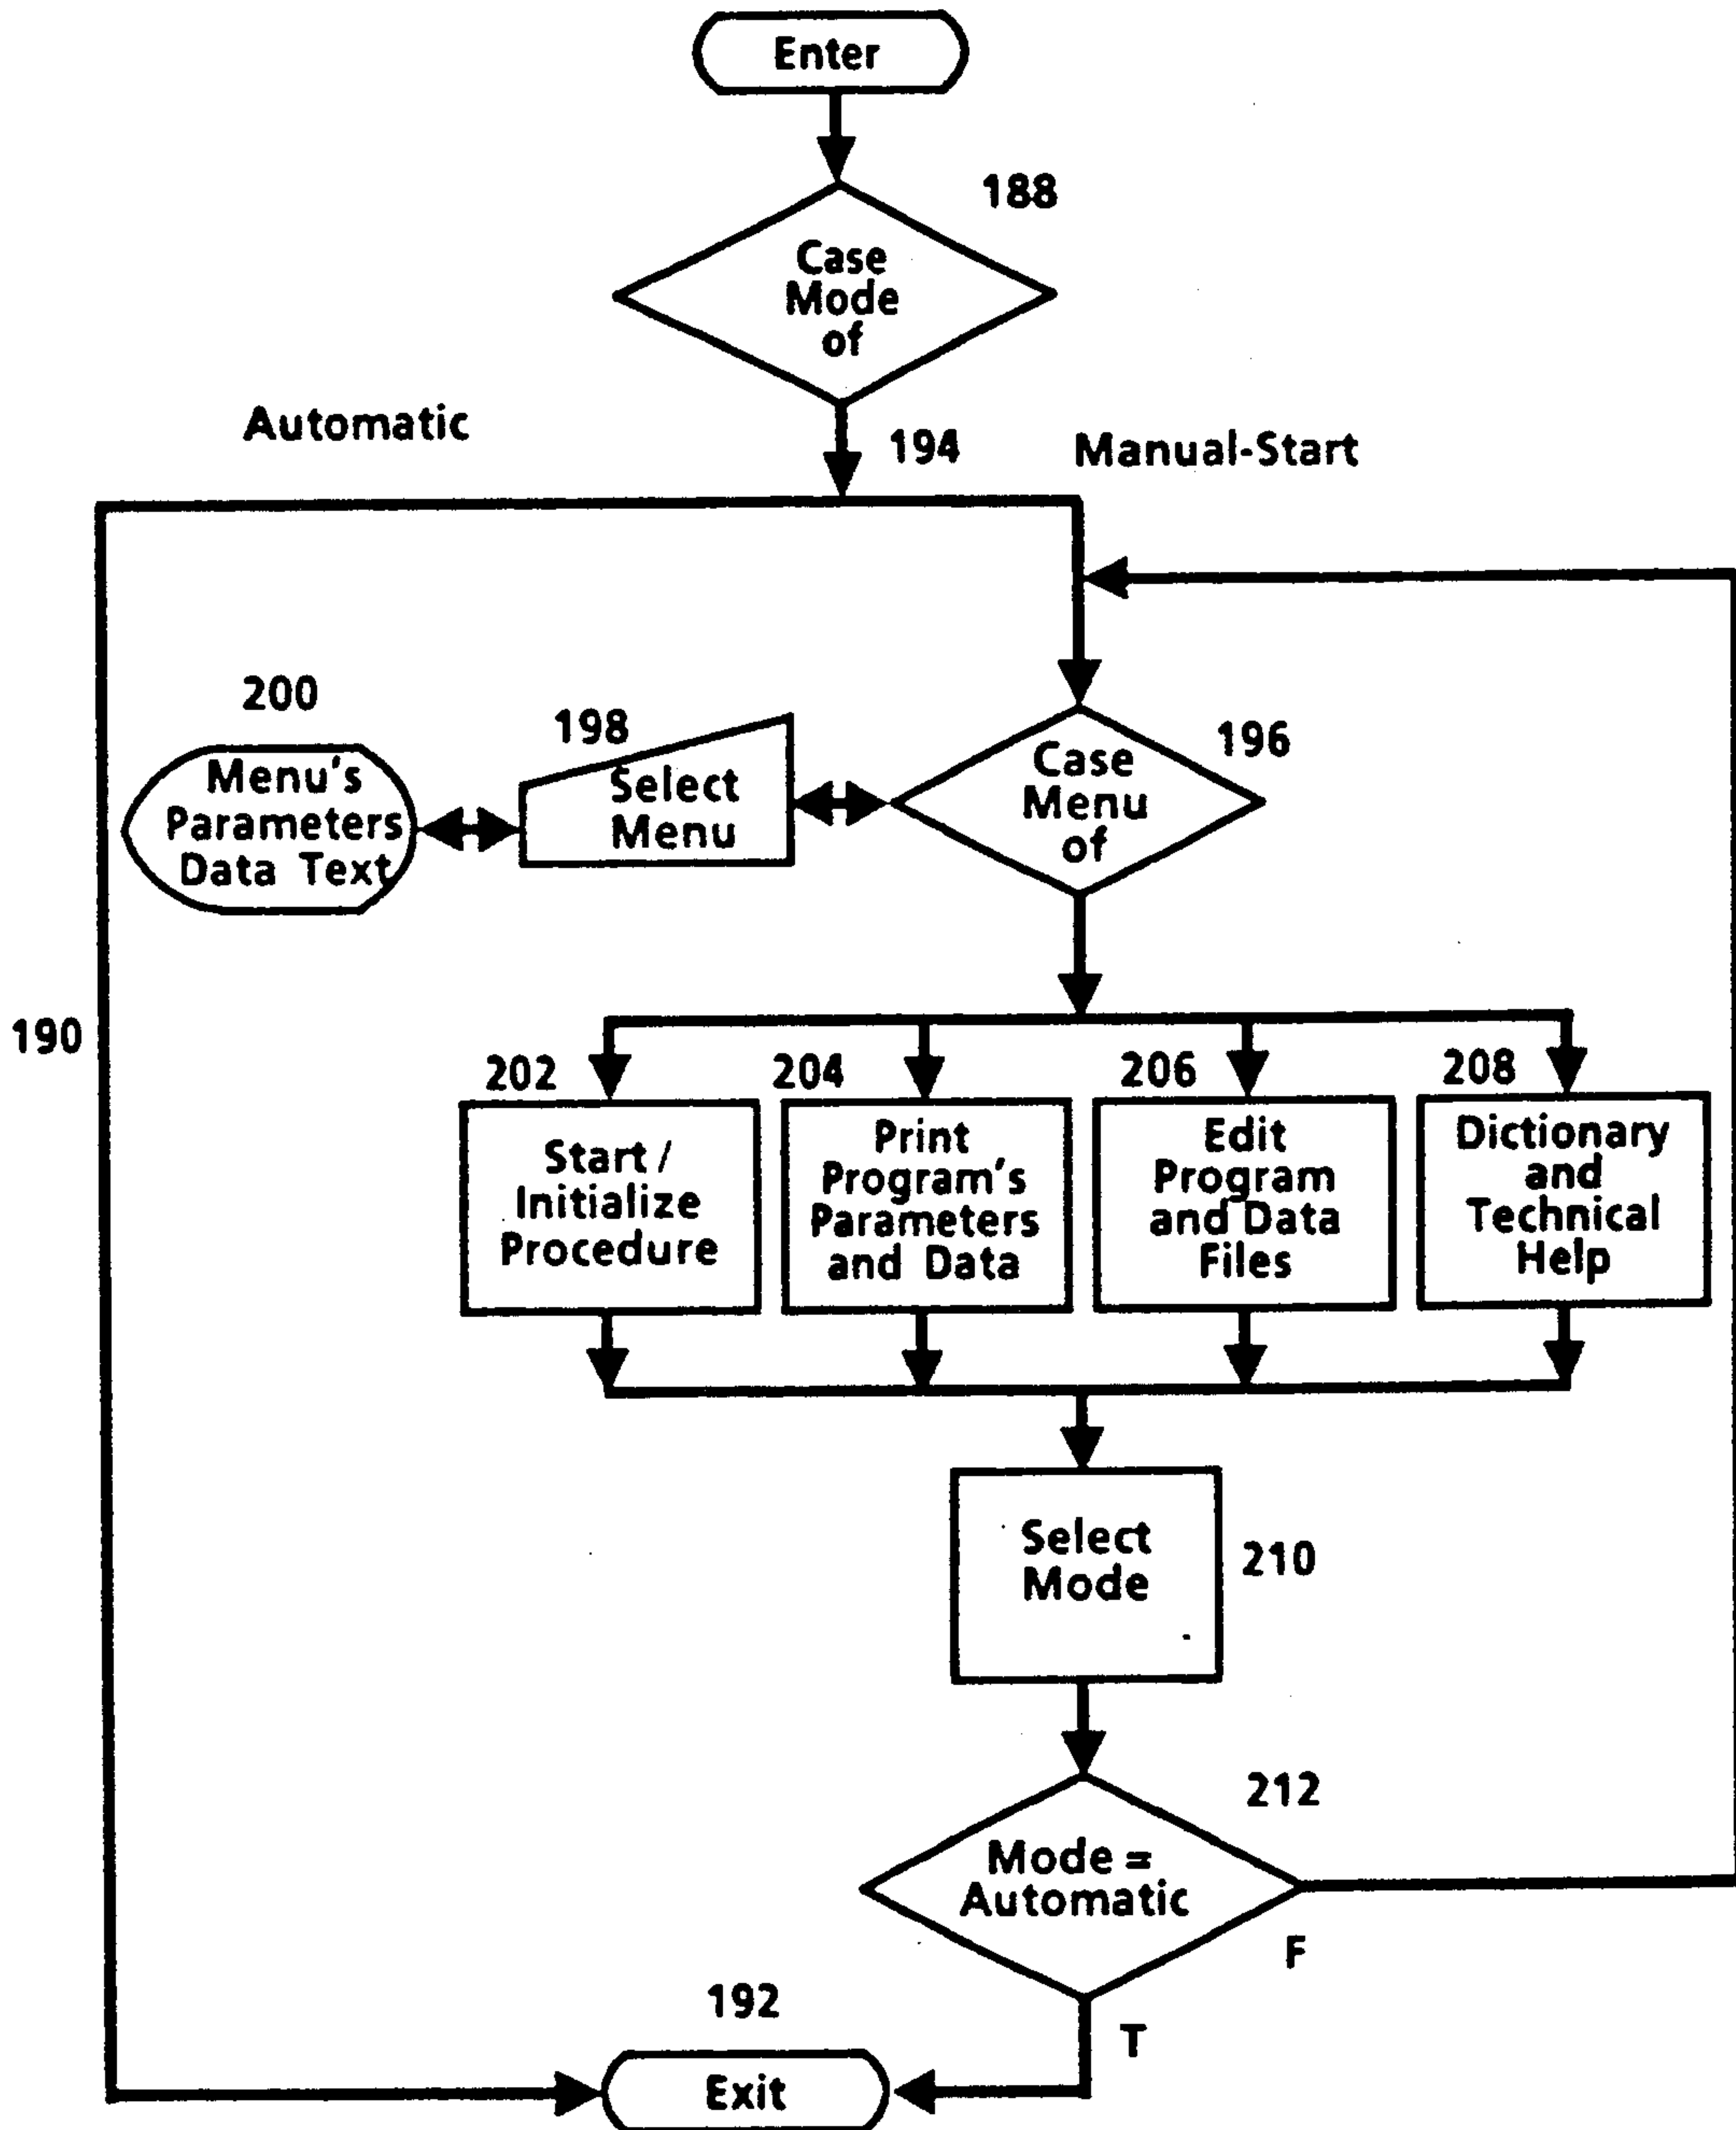 Enter
188
Case
Mode
of
Automatic
194
Manual-Start
200
198
196
Menu's
Parameters
Data Text
Select
Menu
Case
Menu
of
190
202
204
206
208
Start /
Initialize
Procedure
Print
Program's
Parameters
and Data
Edit
Program
and Data
Files
Dictionary
and
Technical
Help
Select
Mode
210
212
Mode =
Automatic
F
192
T
Exit